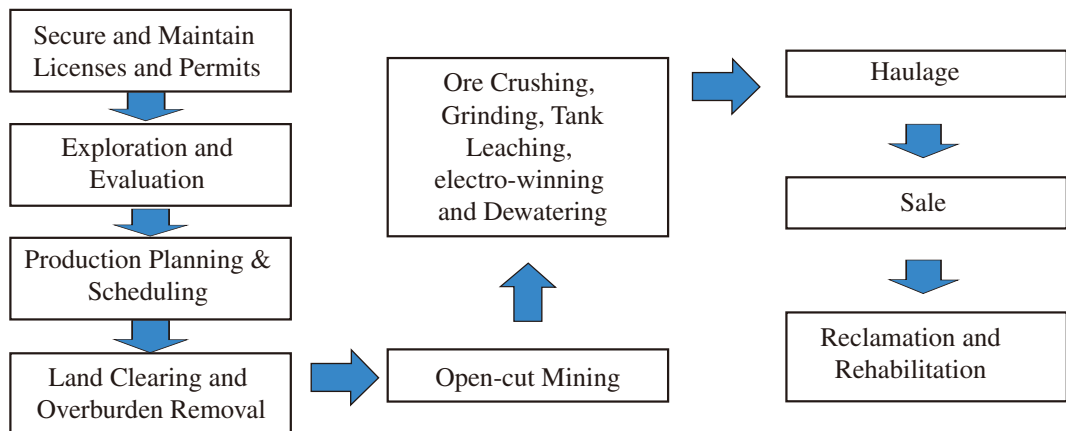 Secure and Maintain
Licenses and Permits
Exploration and
Evaluation
Production Planning &
Scheduling
Land Clearing and
Overburden Removal
Open-cut Mining
Ore Crushing,
Grinding, Tank
Leaching,
electro-winning
and Dewatering
Haulage
Sale
Reclamation and
Rehabilitation